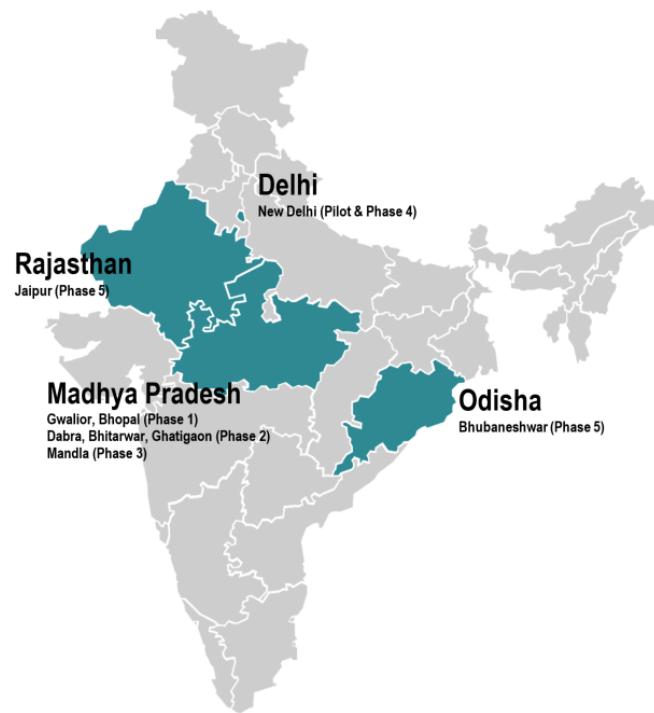 Delhi
New Delhi (Pilot & Phase 4)
Rajasthan
Jaipur (Phase 5)
Madhya Pradesh
Gwalior, Bhopal (Phase 1)
Dabra, Bhitarwar, Ghatigaon (Phase 2)
Mandla (Phase 3)
Odisha
Bhubaneshwar (Phase 5)